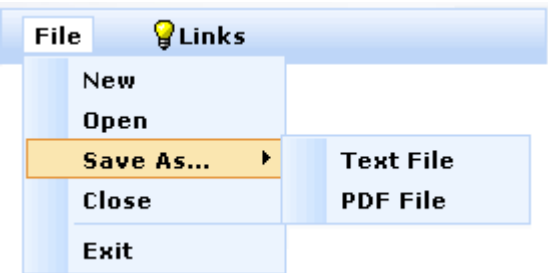 File Links
New
Open
Save As... Text File
Close PDF File
Exit